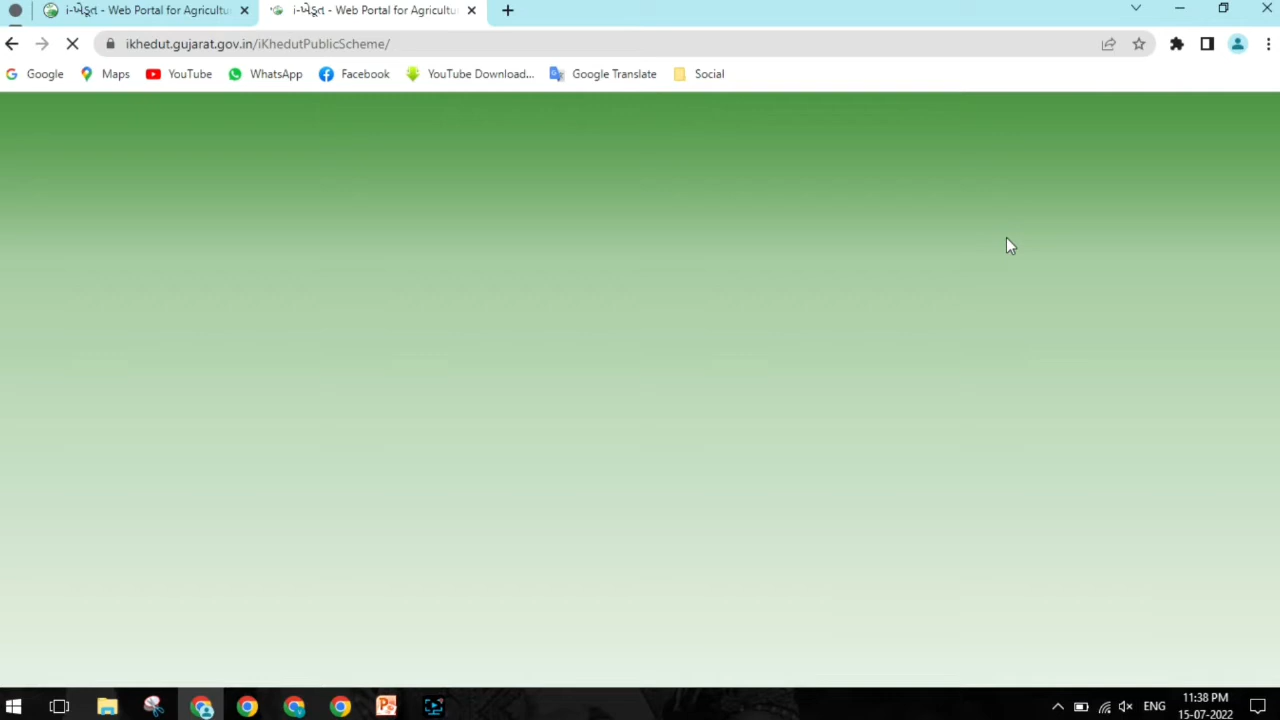 i-ખેડૂત - Web Portal for Agricultu
i-ખેડૂત - Web Portal for Agricultu
ikhedut.gujarat.gov.in/iKhedutPublicScheme/
Google Maps YouTube WhatsApp Facebook YouTube Download... Google Translate Social
ENG
11:38 PM
15-07-2022